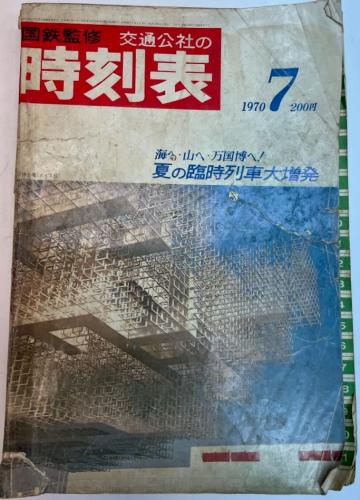 国鉄監修 交通公社の
時刻表
1970 7 200円
海へ・山へ・万国博へ!
夏の臨時列車大増発